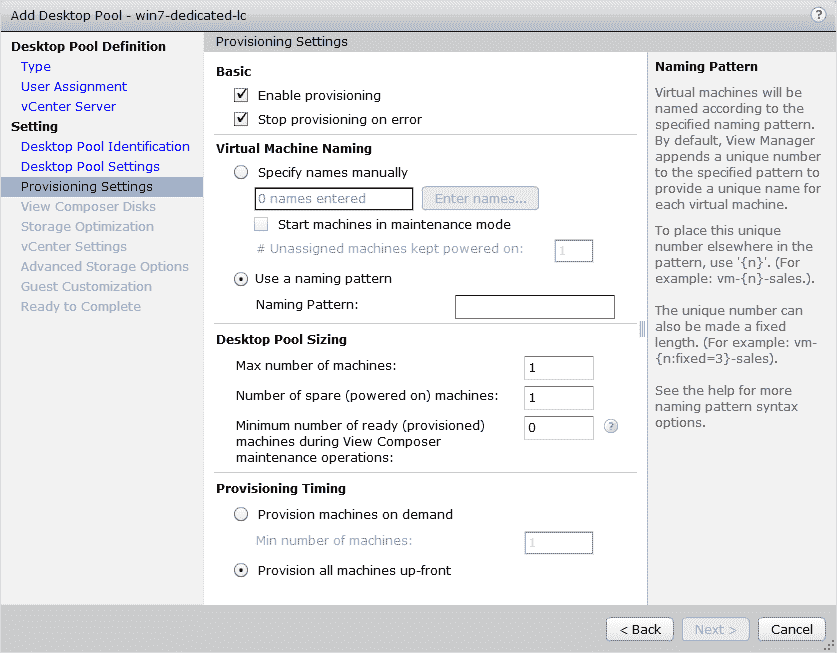 Add Desktop Pool - win7-dedicated-lc
?
Desktop Pool Definition
Type
User Assignment
vCenter Server
Setting
Desktop Pool Identification
Desktop Pool Settings
Provisioning Settings
View Composer Disks
Storage Optimization
vCenter Settings
Advanced Storage Options
Guest Customization
Ready to Complete
Provisioning Settings
Basic
Enable provisioning
Stop provisioning on error
Virtual Machine Naming
Specify names manually
0 names entered
Enter names...
Start machines in maintenance mode
# Unassigned machines kept powered on:
1
Use a naming pattern
Naming Pattern:
Desktop Pool Sizing
Max number of machines:
1
Number of spare (powered on) machines:
1
Minimum number of ready (provisioned)
machines during View Composer
maintenance operations:
0
?
Provisioning Timing
Provision machines on demand
Min number of machines:
1
Provision all machines up-front
Naming Pattern
Virtual machines will be
named according to the
specified naming pattern.
By default, View Manager
appends a unique number
to the specified pattern to
provide a unique name for
each virtual machine.
To place this unique
number elsewhere in the
pattern, use '{n}'. (For
example: vm-{n}-sales.).
The unique number can
also be made a fixed
length. (For example: vm-
{n:fixed=3}-sales).
See the help for more
naming pattern syntax
options.
< Back
Next >
Cancel